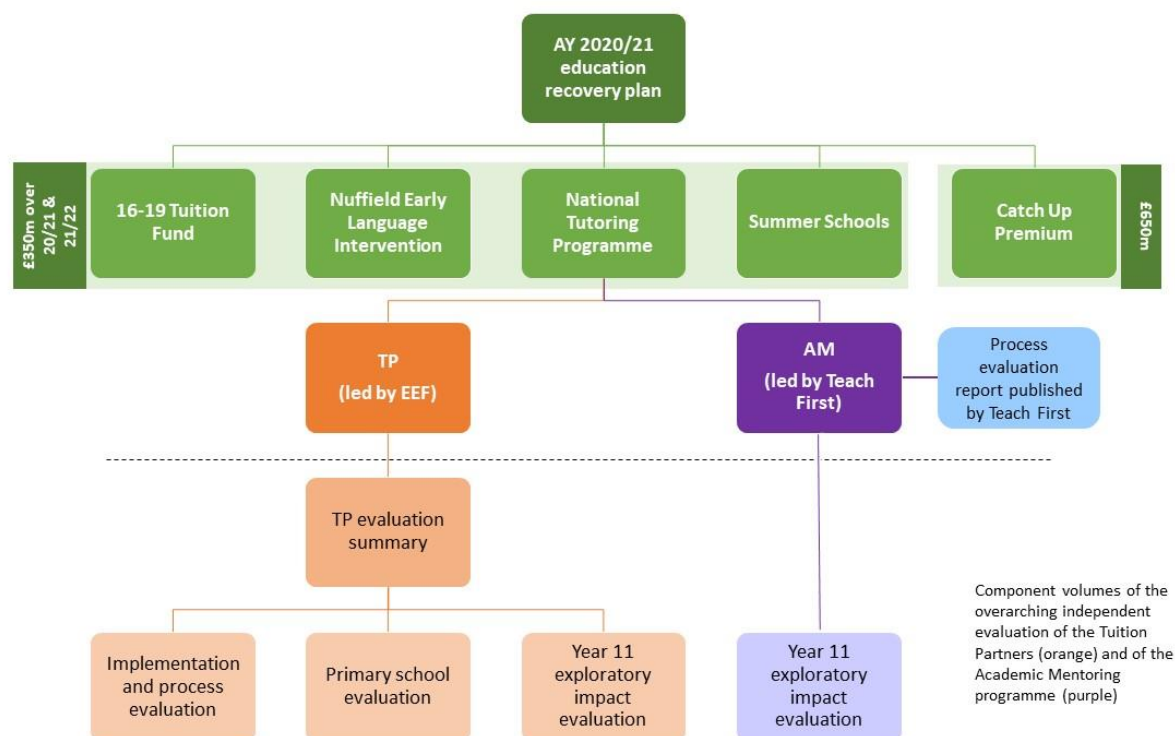 AY 2020/21
education
recovery plan
£350m over
20/21 &
21/22
16-19 Tuition
Fund
Nuffield Early
Language
Intervention
National
Tutoring
Programme
Summer Schools
Catch Up
Premium
£650m
TP
(led by EEF)
AM
(led by Teach
First)
Process
evaluation
report published
by Teach First
TP evaluation
summary
Implementation
and process
evaluation
Primary school
evaluation
Year 11
exploratory
impact
evaluation
Year 11
exploratory
impact
evaluation
Component volumes of the
overarching independent
evaluation of the Tuition
Partners (orange) and of the
Academic Mentoring
programme (purple)